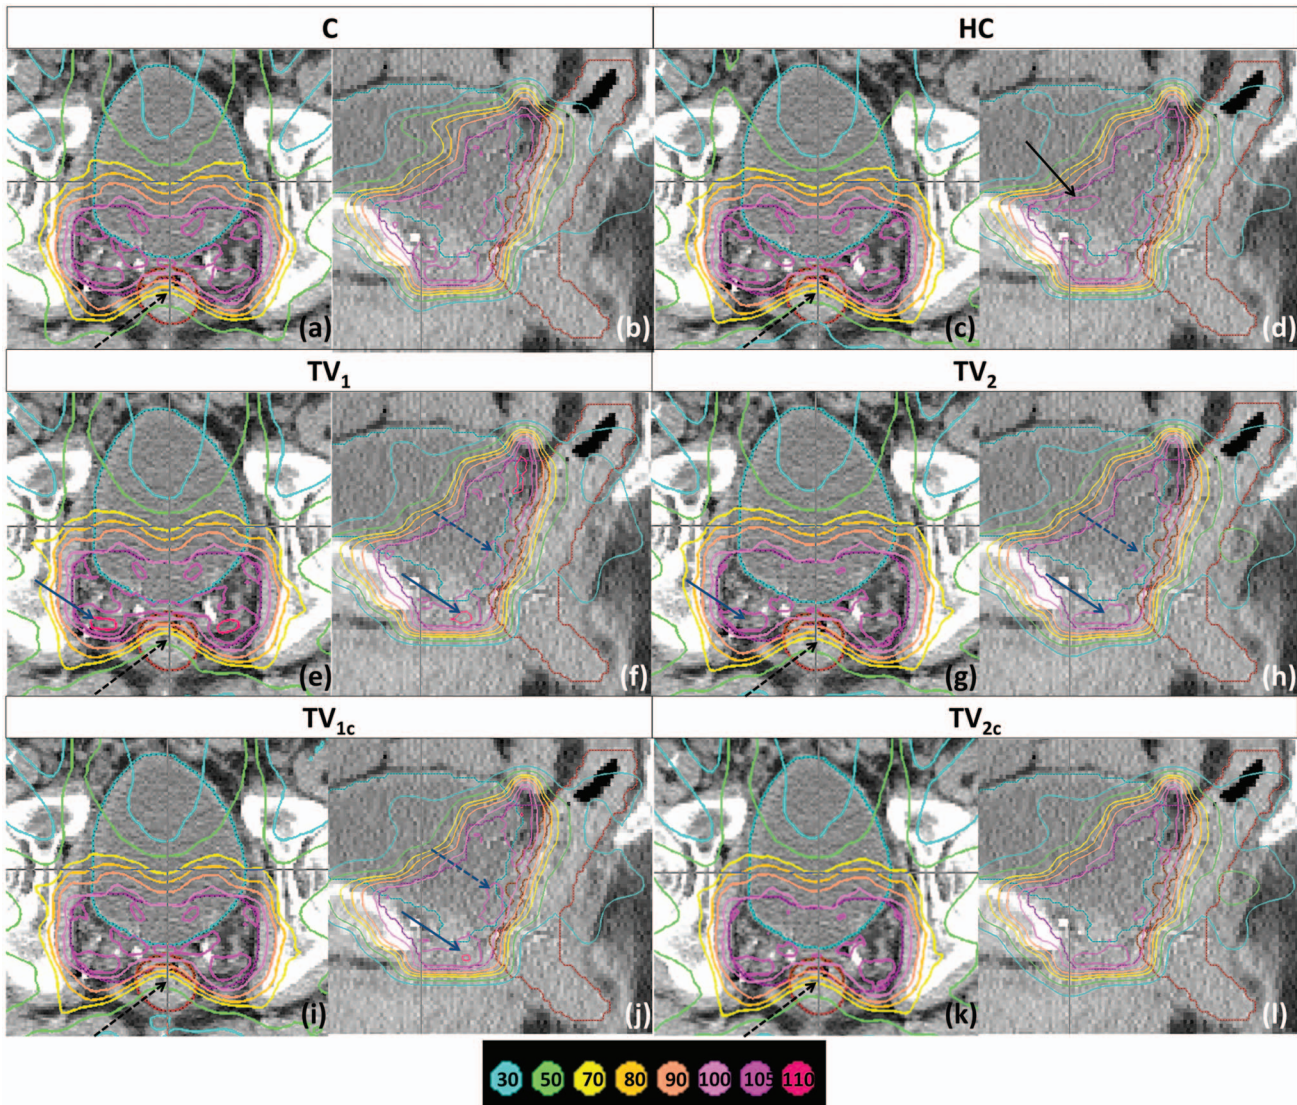 C HC
(a) (b) (c) (d)
TV1 TV2
(e) (f) (g) (h)
TV1c TV2c
(i) (j) (k) (l)
30 50 70 80 90 100 105 110